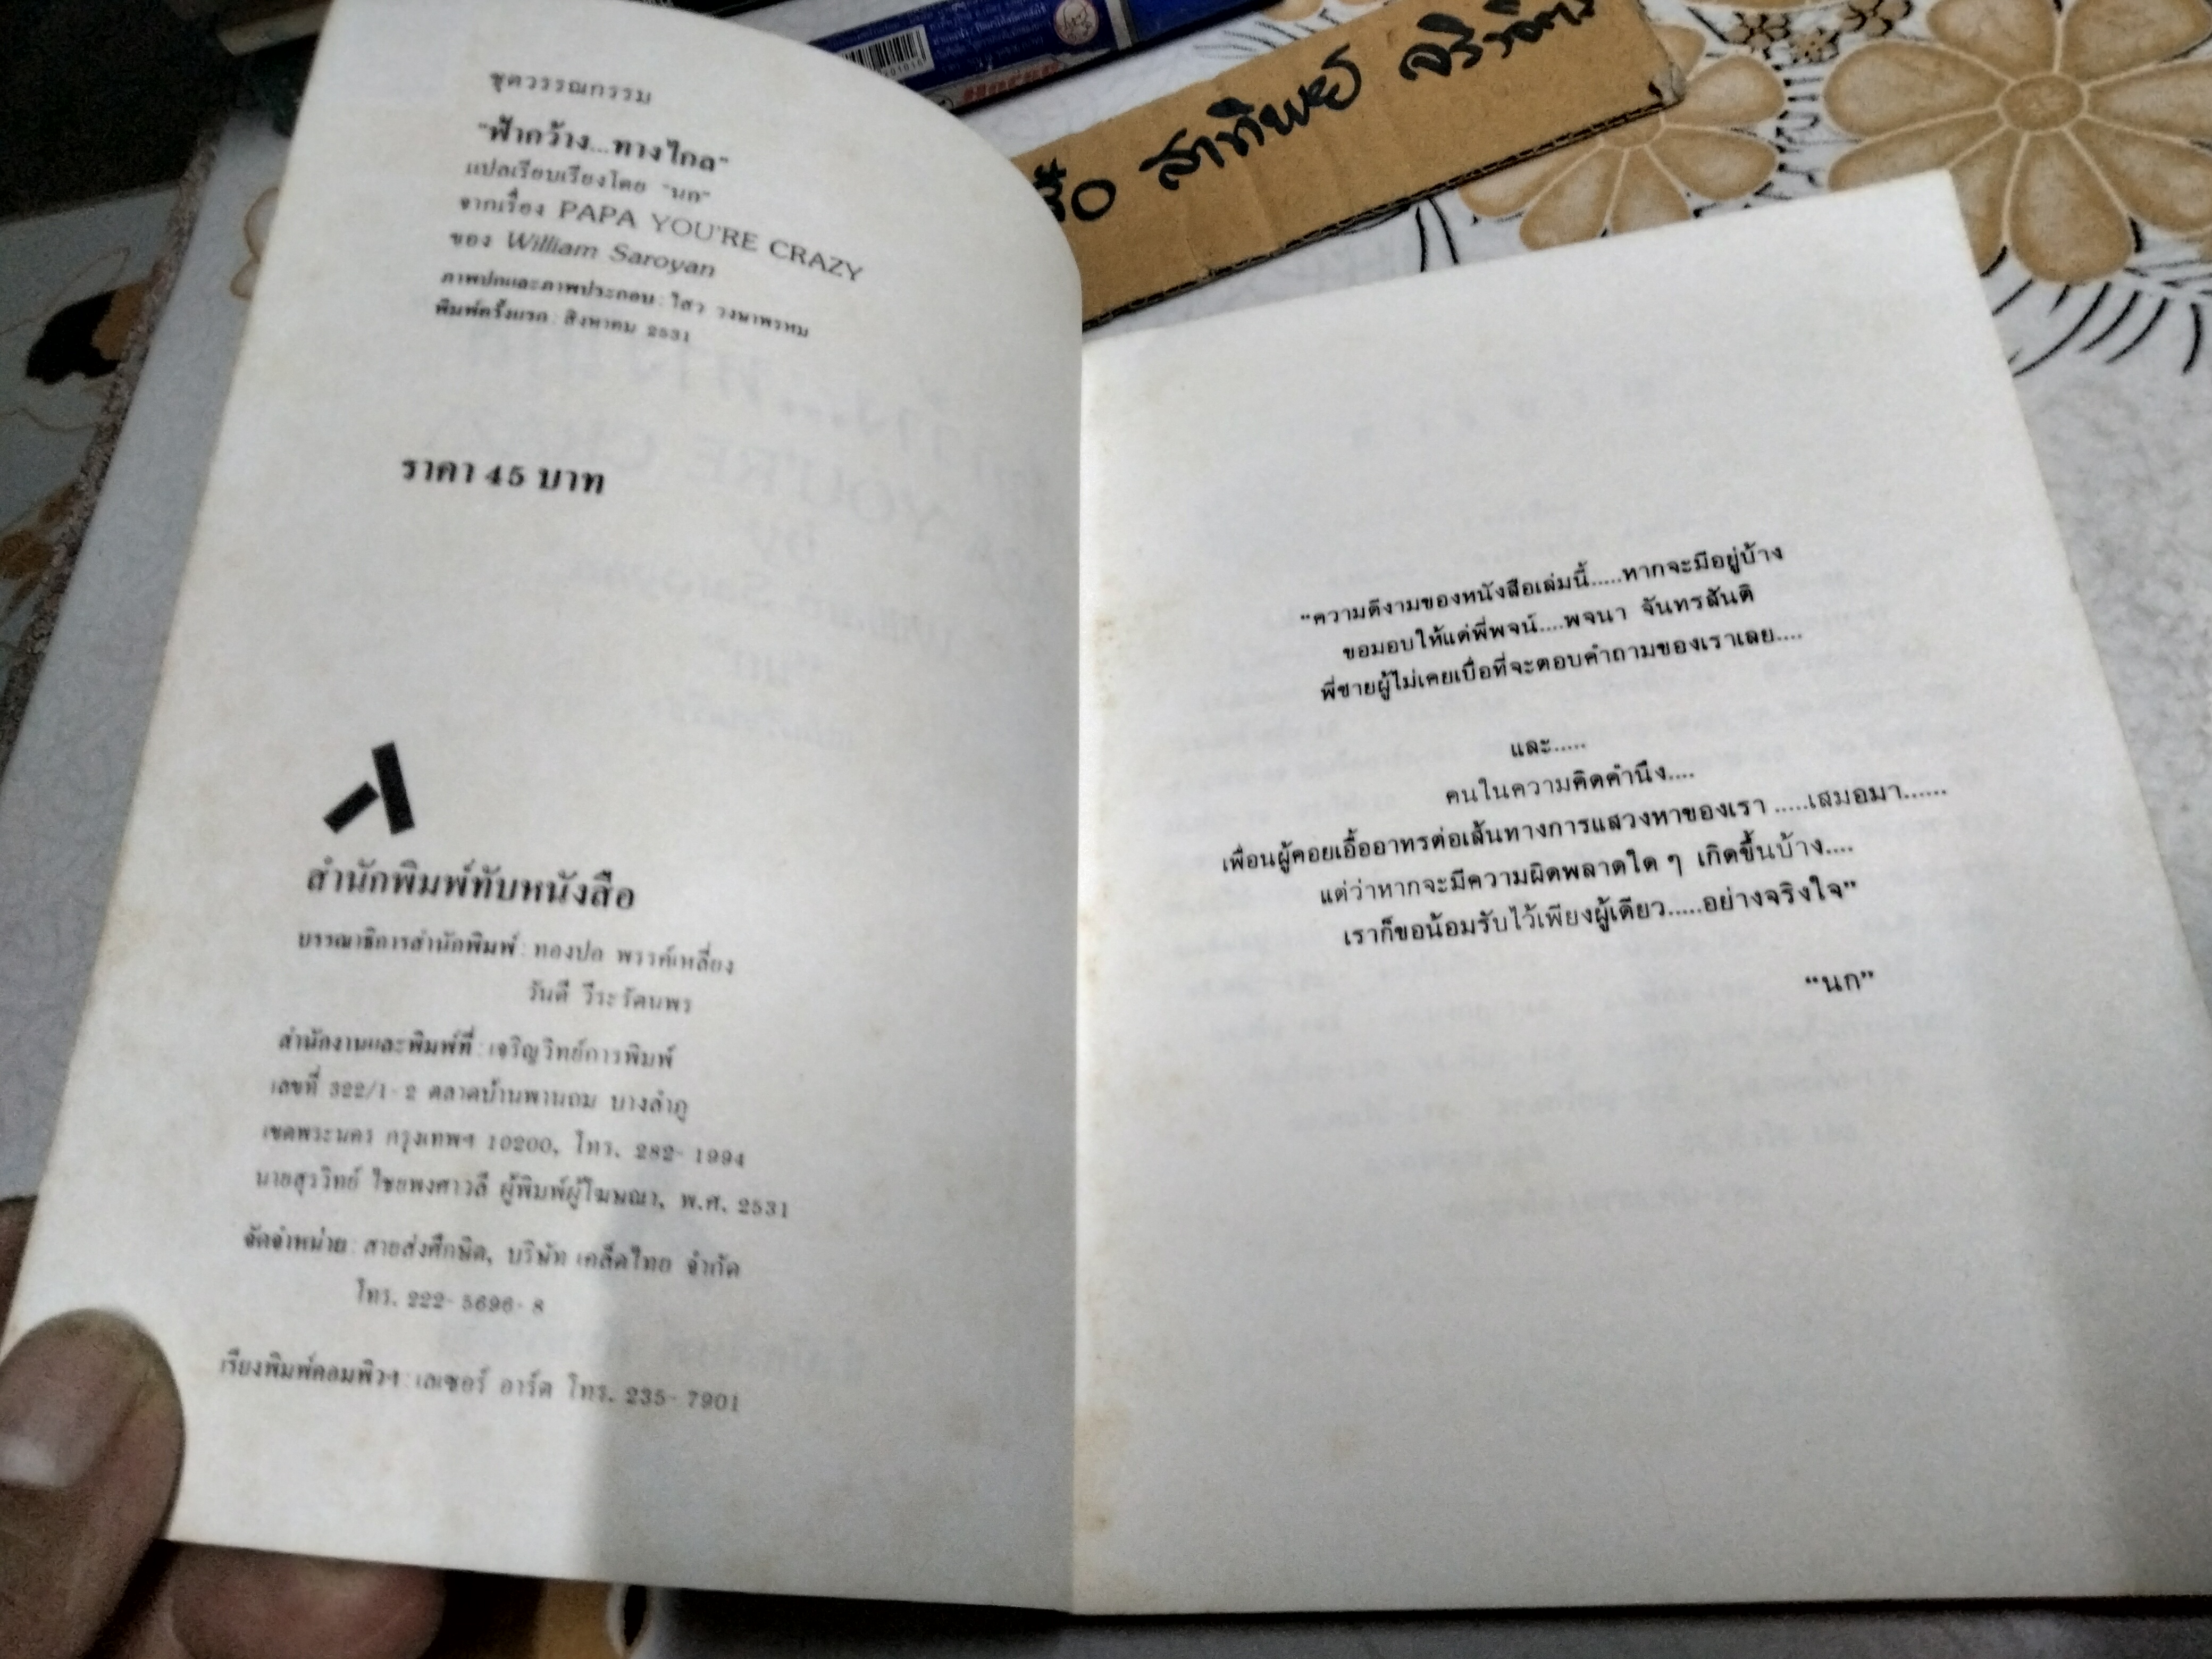 ชุดวรรณกรรม
"ฟ้ากว้าง...ทางไกล"
แปลเรียบเรียงโดย "นก"
จากเรื่อง PAPA YOU'RE CRAZY
ของ William Saroyan
ภาพปกและภาพประกอบ : ไสว วงษาพรหม
พิมพ์ครั้งแรก : สิงหาคม 2531
ราคา 45 บาท
สำนักพิมพ์ทับหนังสือ
บรรณาธิการสำนักพิมพ์ : ทองปอ พรรค์เหลี่ยง
วันดี วีระรัตนพร
สำนักงานและพิมพ์ที่ : เจริญวิทย์การพิมพ์
เลขที่ 322/1-2 ตลาดบ้านพานถม บางลำภู
เขตพระนคร กรุงเทพฯ 10200, โทร. 282-1994
นายสุรวิทย์ ไชยพงศาวลี ผู้พิมพ์ผู้โฆษณา, พ.ศ. 2531
จัดจำหน่าย : สายส่งศึกษิต, บริษัท เคล็ดไทย จำกัด
โทร. 222-5696-8
เรียงพิมพ์คอมพิวฯ : เลเซอร์ อาร์ต โทร. 235-7901
"ความดีงามของหนังสือเล่มนี้.....หากจะมีอยู่บ้าง
ขอมอบให้แด่พี่พจน์....พจนา จันทรสันติ
พี่ชายผู้ไม่เคยเบื่อที่จะตอบคำถามของเราเลย....
และ.....
คนในความคิดคำนึง....
เพื่อนผู้คอยเอื้ออาทรต่อเส้นทางการแสวงหาของเรา .....เสมอมา......
แต่ว่าหากจะมีความผิดพลาดใด ๆ เกิดขึ้นบ้าง....
เราก็ขอน้อมรับไว้เพียงผู้เดียว.....อย่างจริงใจ"
"นก"
สาทิพย์